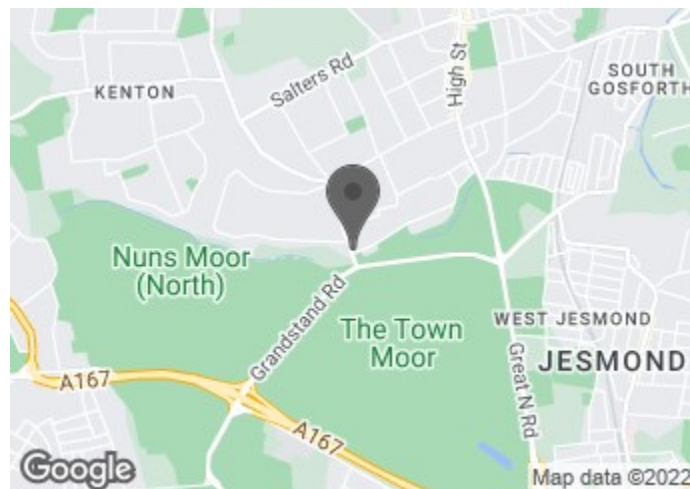 SOUTH
GOSFORTH
KENTON
Salters Rd
High St
Nuns Moor
(North)
Grandstand Rd
The Town
Moor
WEST JESMOND
JESMOND
Great N Rd
A167
A167
Google
Map data ©2022